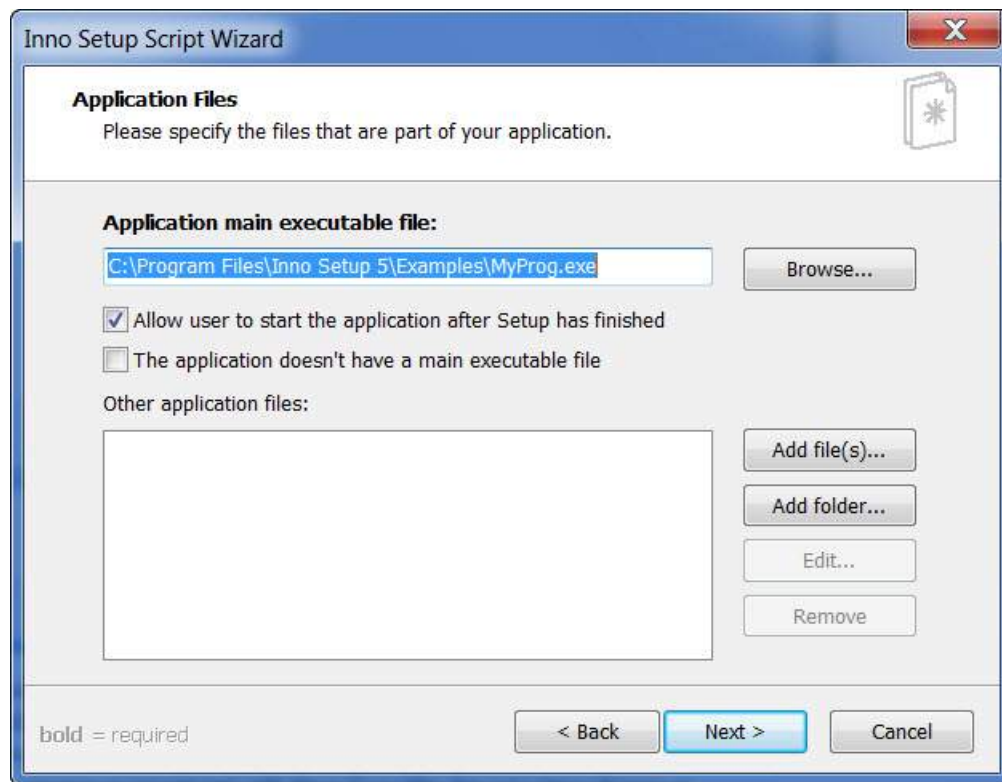 Inno Setup Script Wizard
Application Files
Please specify the files that are part of your application.
Application main executable file:
C:\Program Files\Inno Setup 5\Examples\MyProg.exe
Browse...
Allow user to start the application after Setup has finished
The application doesn't have a main executable file
Other application files:
Add file(s)...
Add folder...
Edit...
Remove
bold = required
< Back
Next >
Cancel